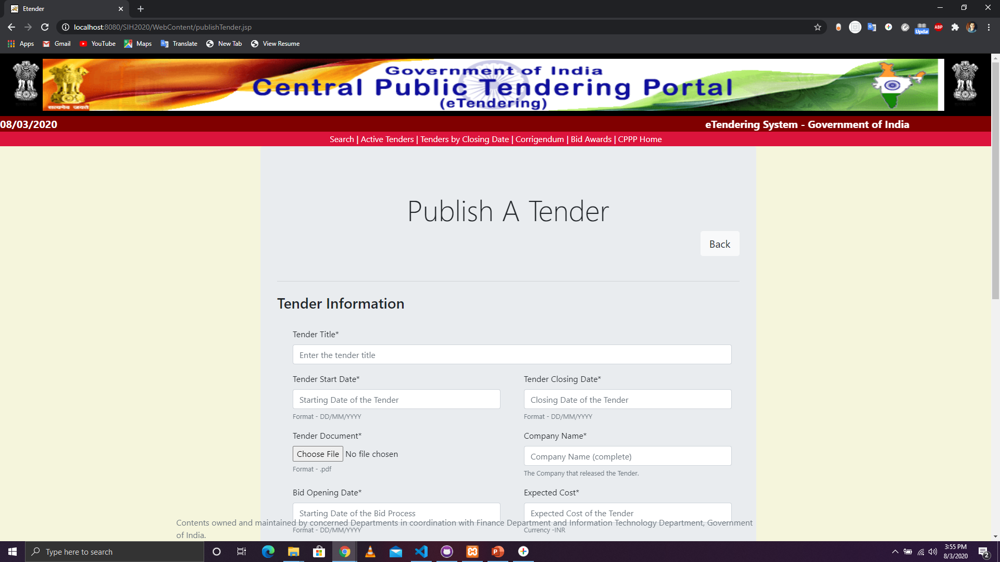 Etender
localhost:8080/SIH2020/WebContent/publishTender.jsp
ABP
Apps
Gmail
YouTube
Maps
Translate
New Tab
View Resume
Government of India
Central Public Tendering Portal
(eTendering)
सत्यमेव जयते
08/03/2020
eTendering System - Government of India
Search | Active Tenders | Tenders by Closing Date | Corrigendum | Bid Awards | CPPP Home
Publish A Tender
Back
Tender Information
Tender Title*
Enter the tender title
Tender Start Date*
Tender Closing Date*
Starting Date of the Tender
Closing Date of the Tender
Format - DD/MM/YYYY
Format - DD/MM/YYYY
Tender Document*
Company Name*
Choose File No file chosen
Company Name (complete)
Format - .pdf
The Company that released the Tender.
Bid Opening Date*
Expected Cost*
Starting Date of the Bid Process
Expected Cost of the Tender
Contents owned and maintained by concerned Departments in coordination with Finance Department and Information Technology Department, Government
of India.
Format - DD/MM/YYYY
Currency -INR
Type here to search
3:55 PM
8/3/2020
2